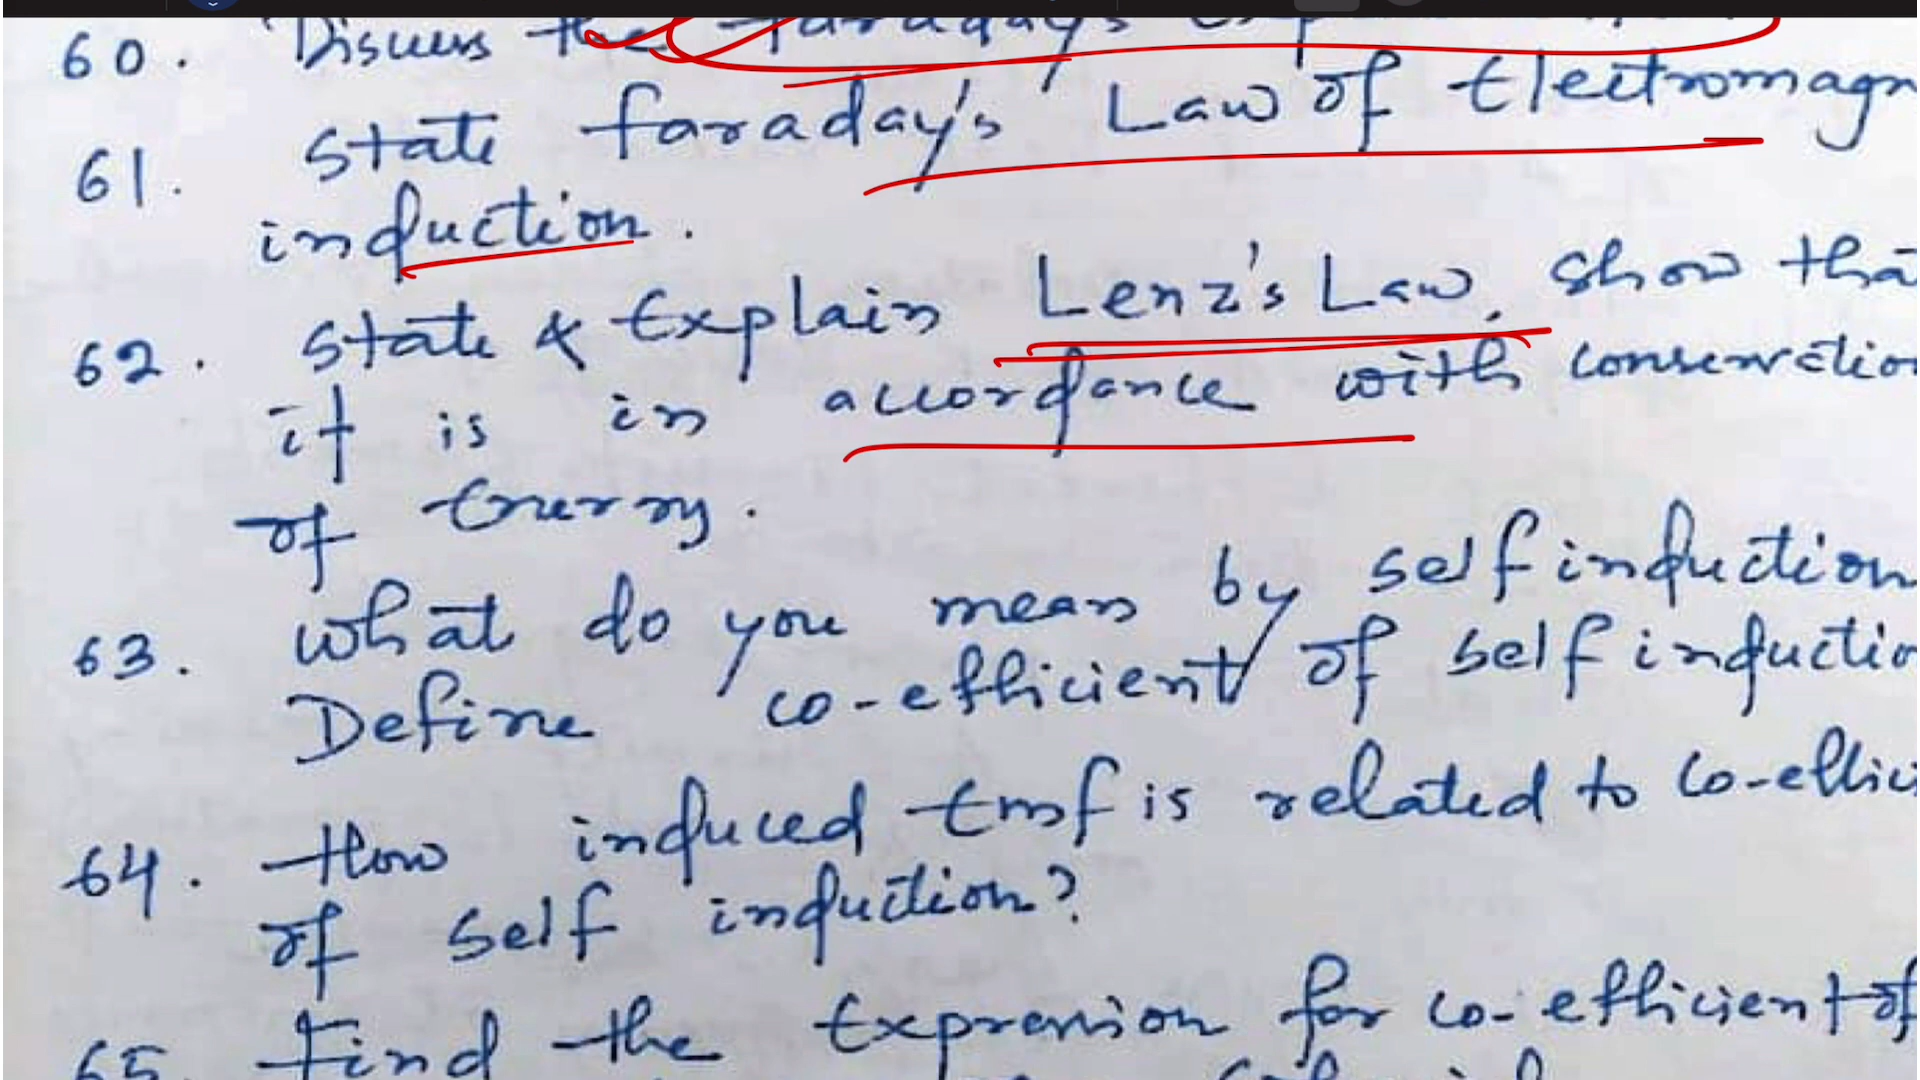 60. Discuss the faraday's
61. State faraday's Law of Electromagn
induction.
62. State & Explain Lenz's Law. Show tha
it is in accordance with conservation
of Energy.
63. What do you mean by self induction
Define co-efficient of self inductio
64. How induced Emf is related to co-effici
of self induction?
65. Find the Expression for co-efficient of